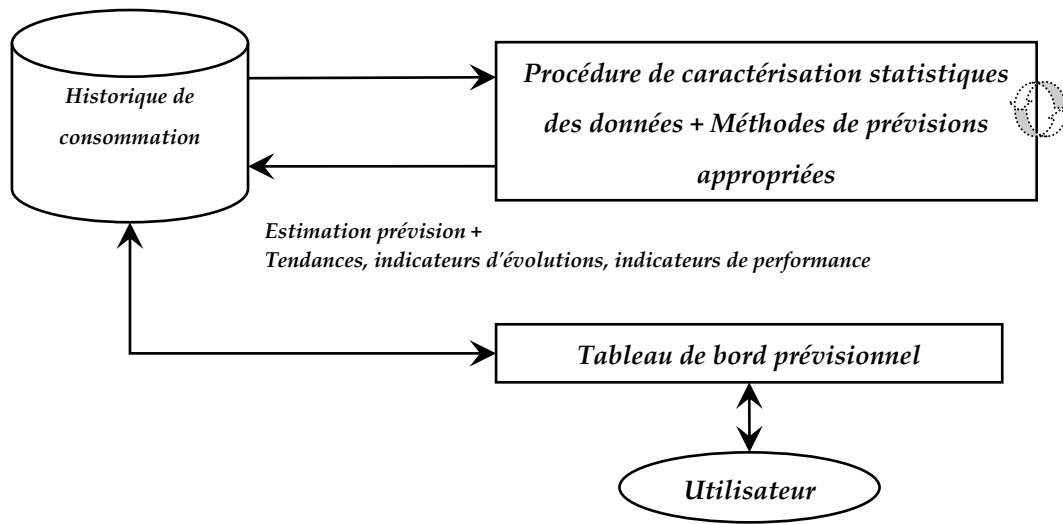 Historique de
consommation
Procédure de caractérisation statistiques
des données + Méthodes de prévisions
appropriées
Estimation prévision +
Tendances, indicateurs d'évolutions, indicateurs de performance
Tableau de bord prévisionnel
Utilisateur